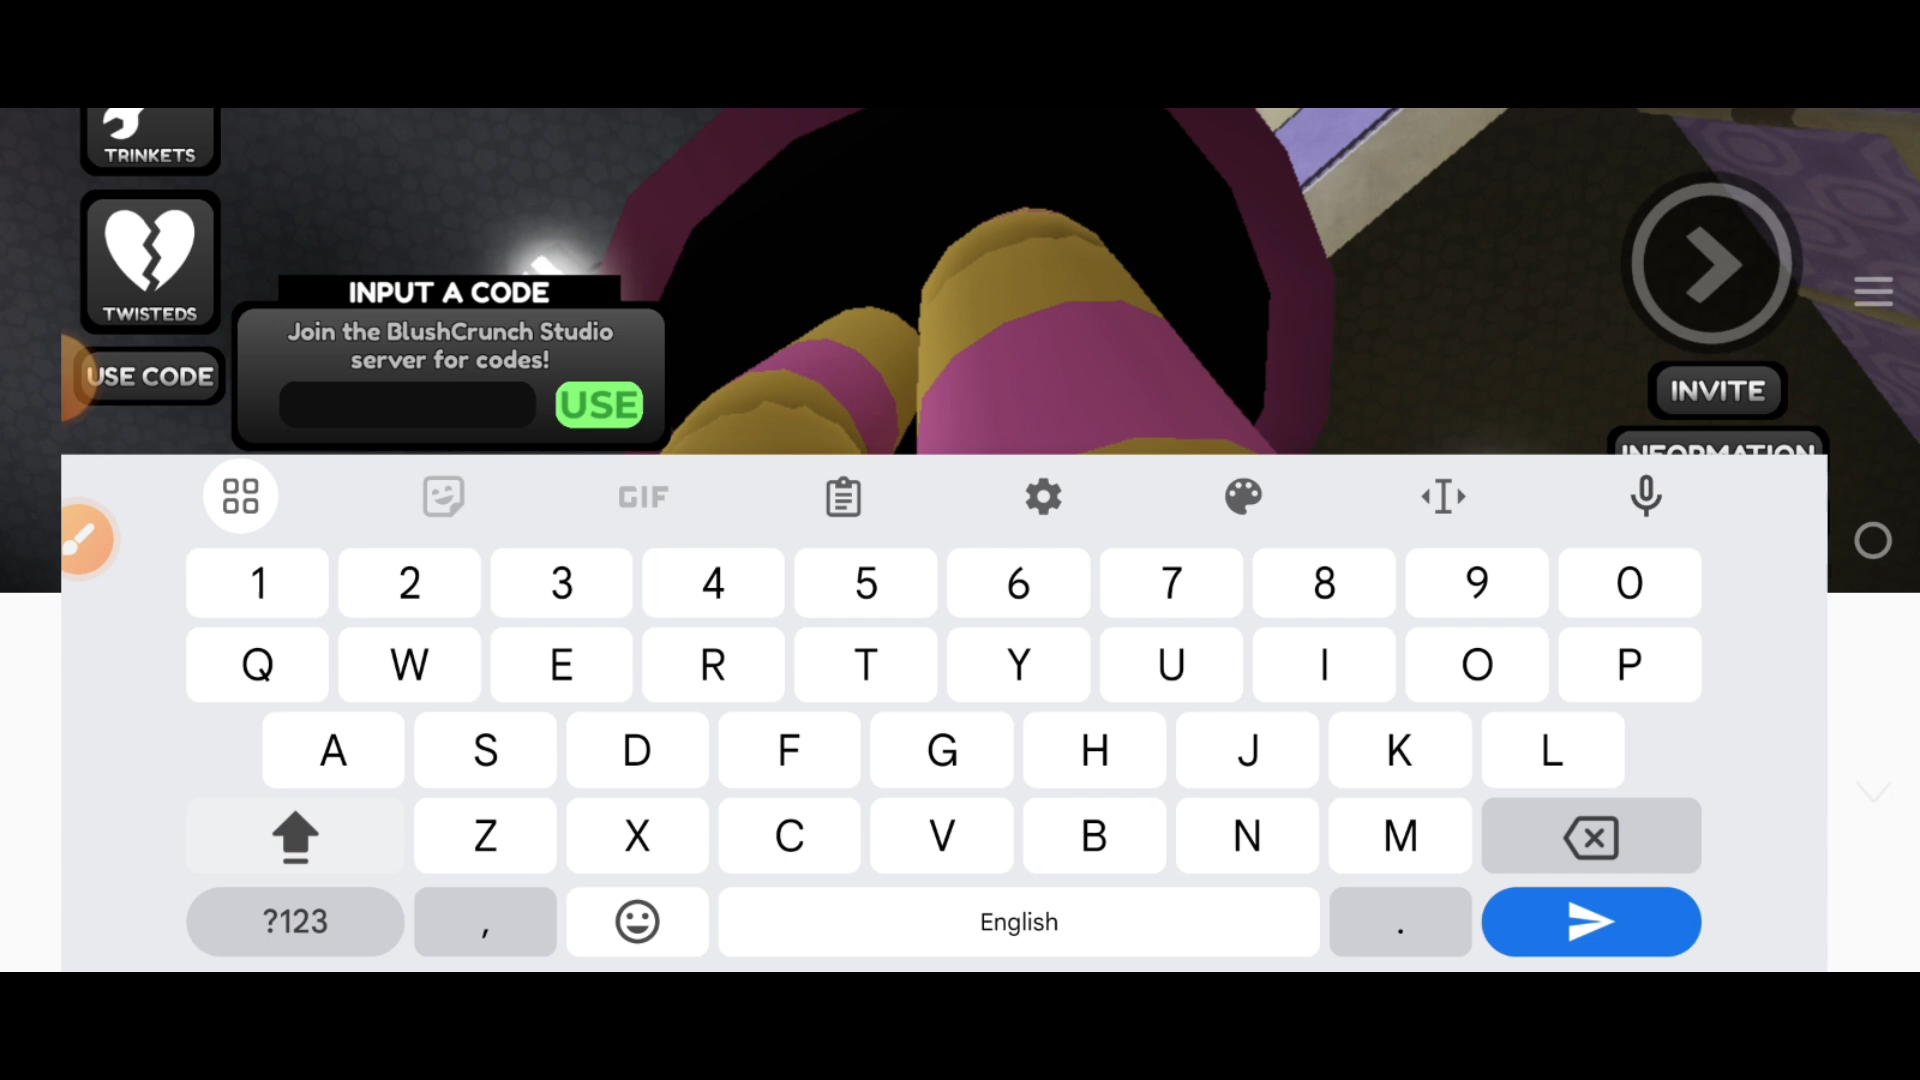 TRINKETS
TWISTEDS
USE CODE
INPUT A CODE
Join the BlushCrunch Studio
server for codes!
USE
INVITE
INFORMATION
GIF
1 2 3 4 5 6 7 8 9 0
Q W E R T Y U I O P
A S D F G H J K L
Z X C V B N M
?123 , English .